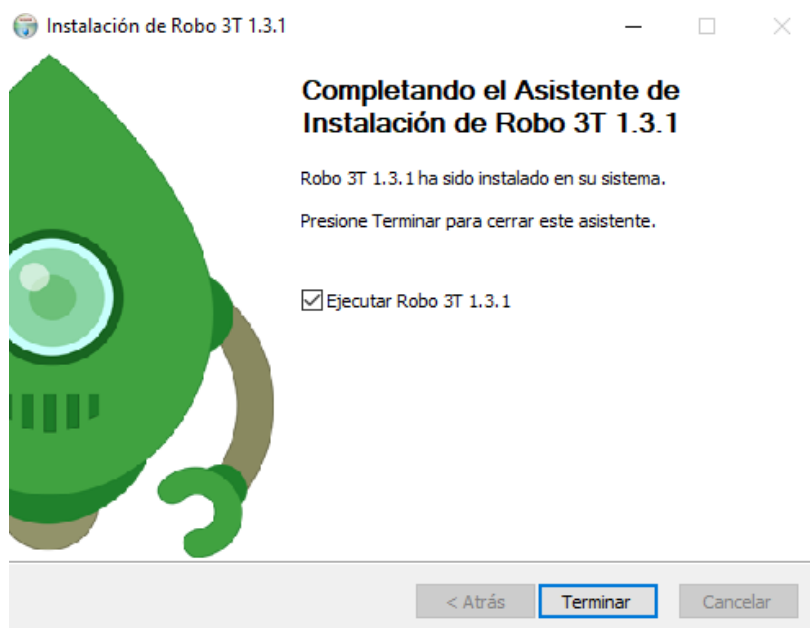 Instalación de Robo 3T 1.3.1
Completando el Asistente de
Instalación de Robo 3T 1.3.1
Robo 3T 1.3.1 ha sido instalado en su sistema.
Presione Terminar para cerrar este asistente.
Ejecutar Robo 3T 1.3.1
< Atrás Terminar Cancelar